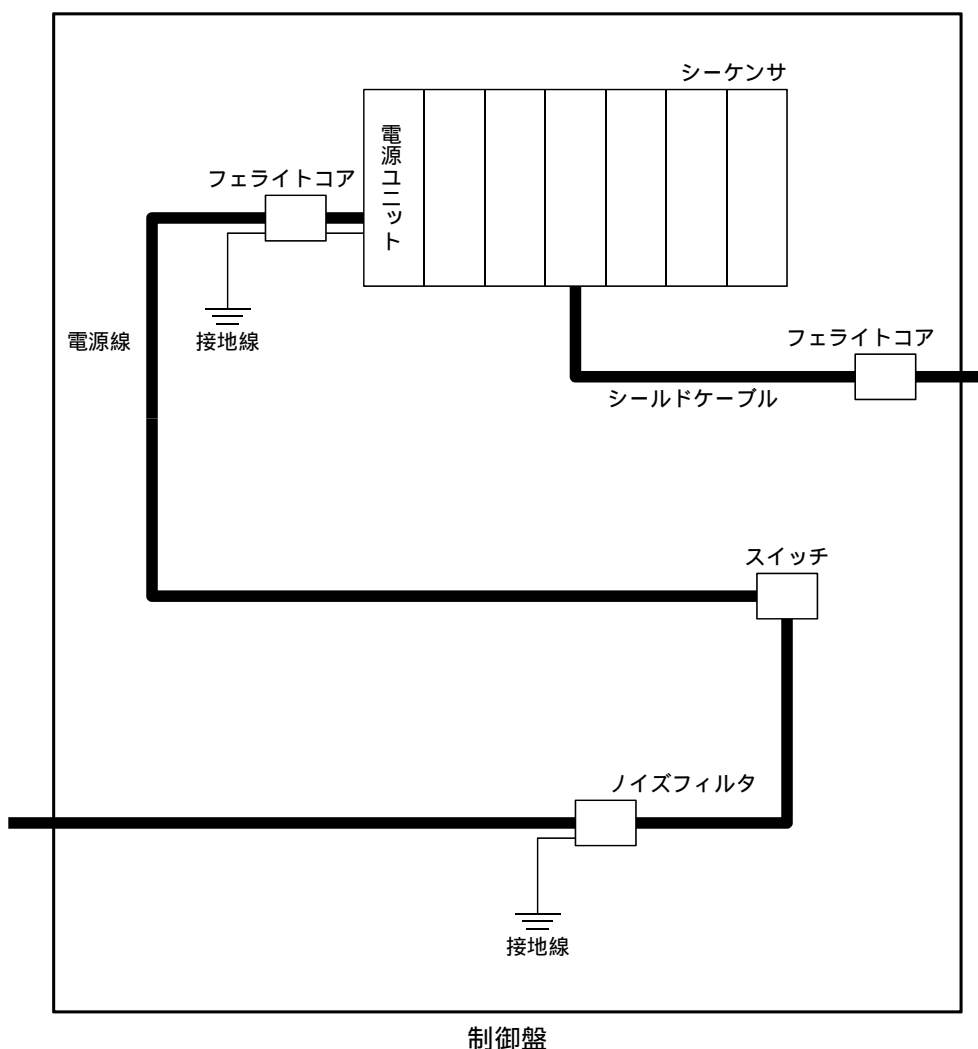 シーケンサ
電源ユニット
フェライトコア
電源線
接地線
フェライトコア
シールドケーブル
スイッチ
ノイズフィルタ
接地線
制御盤